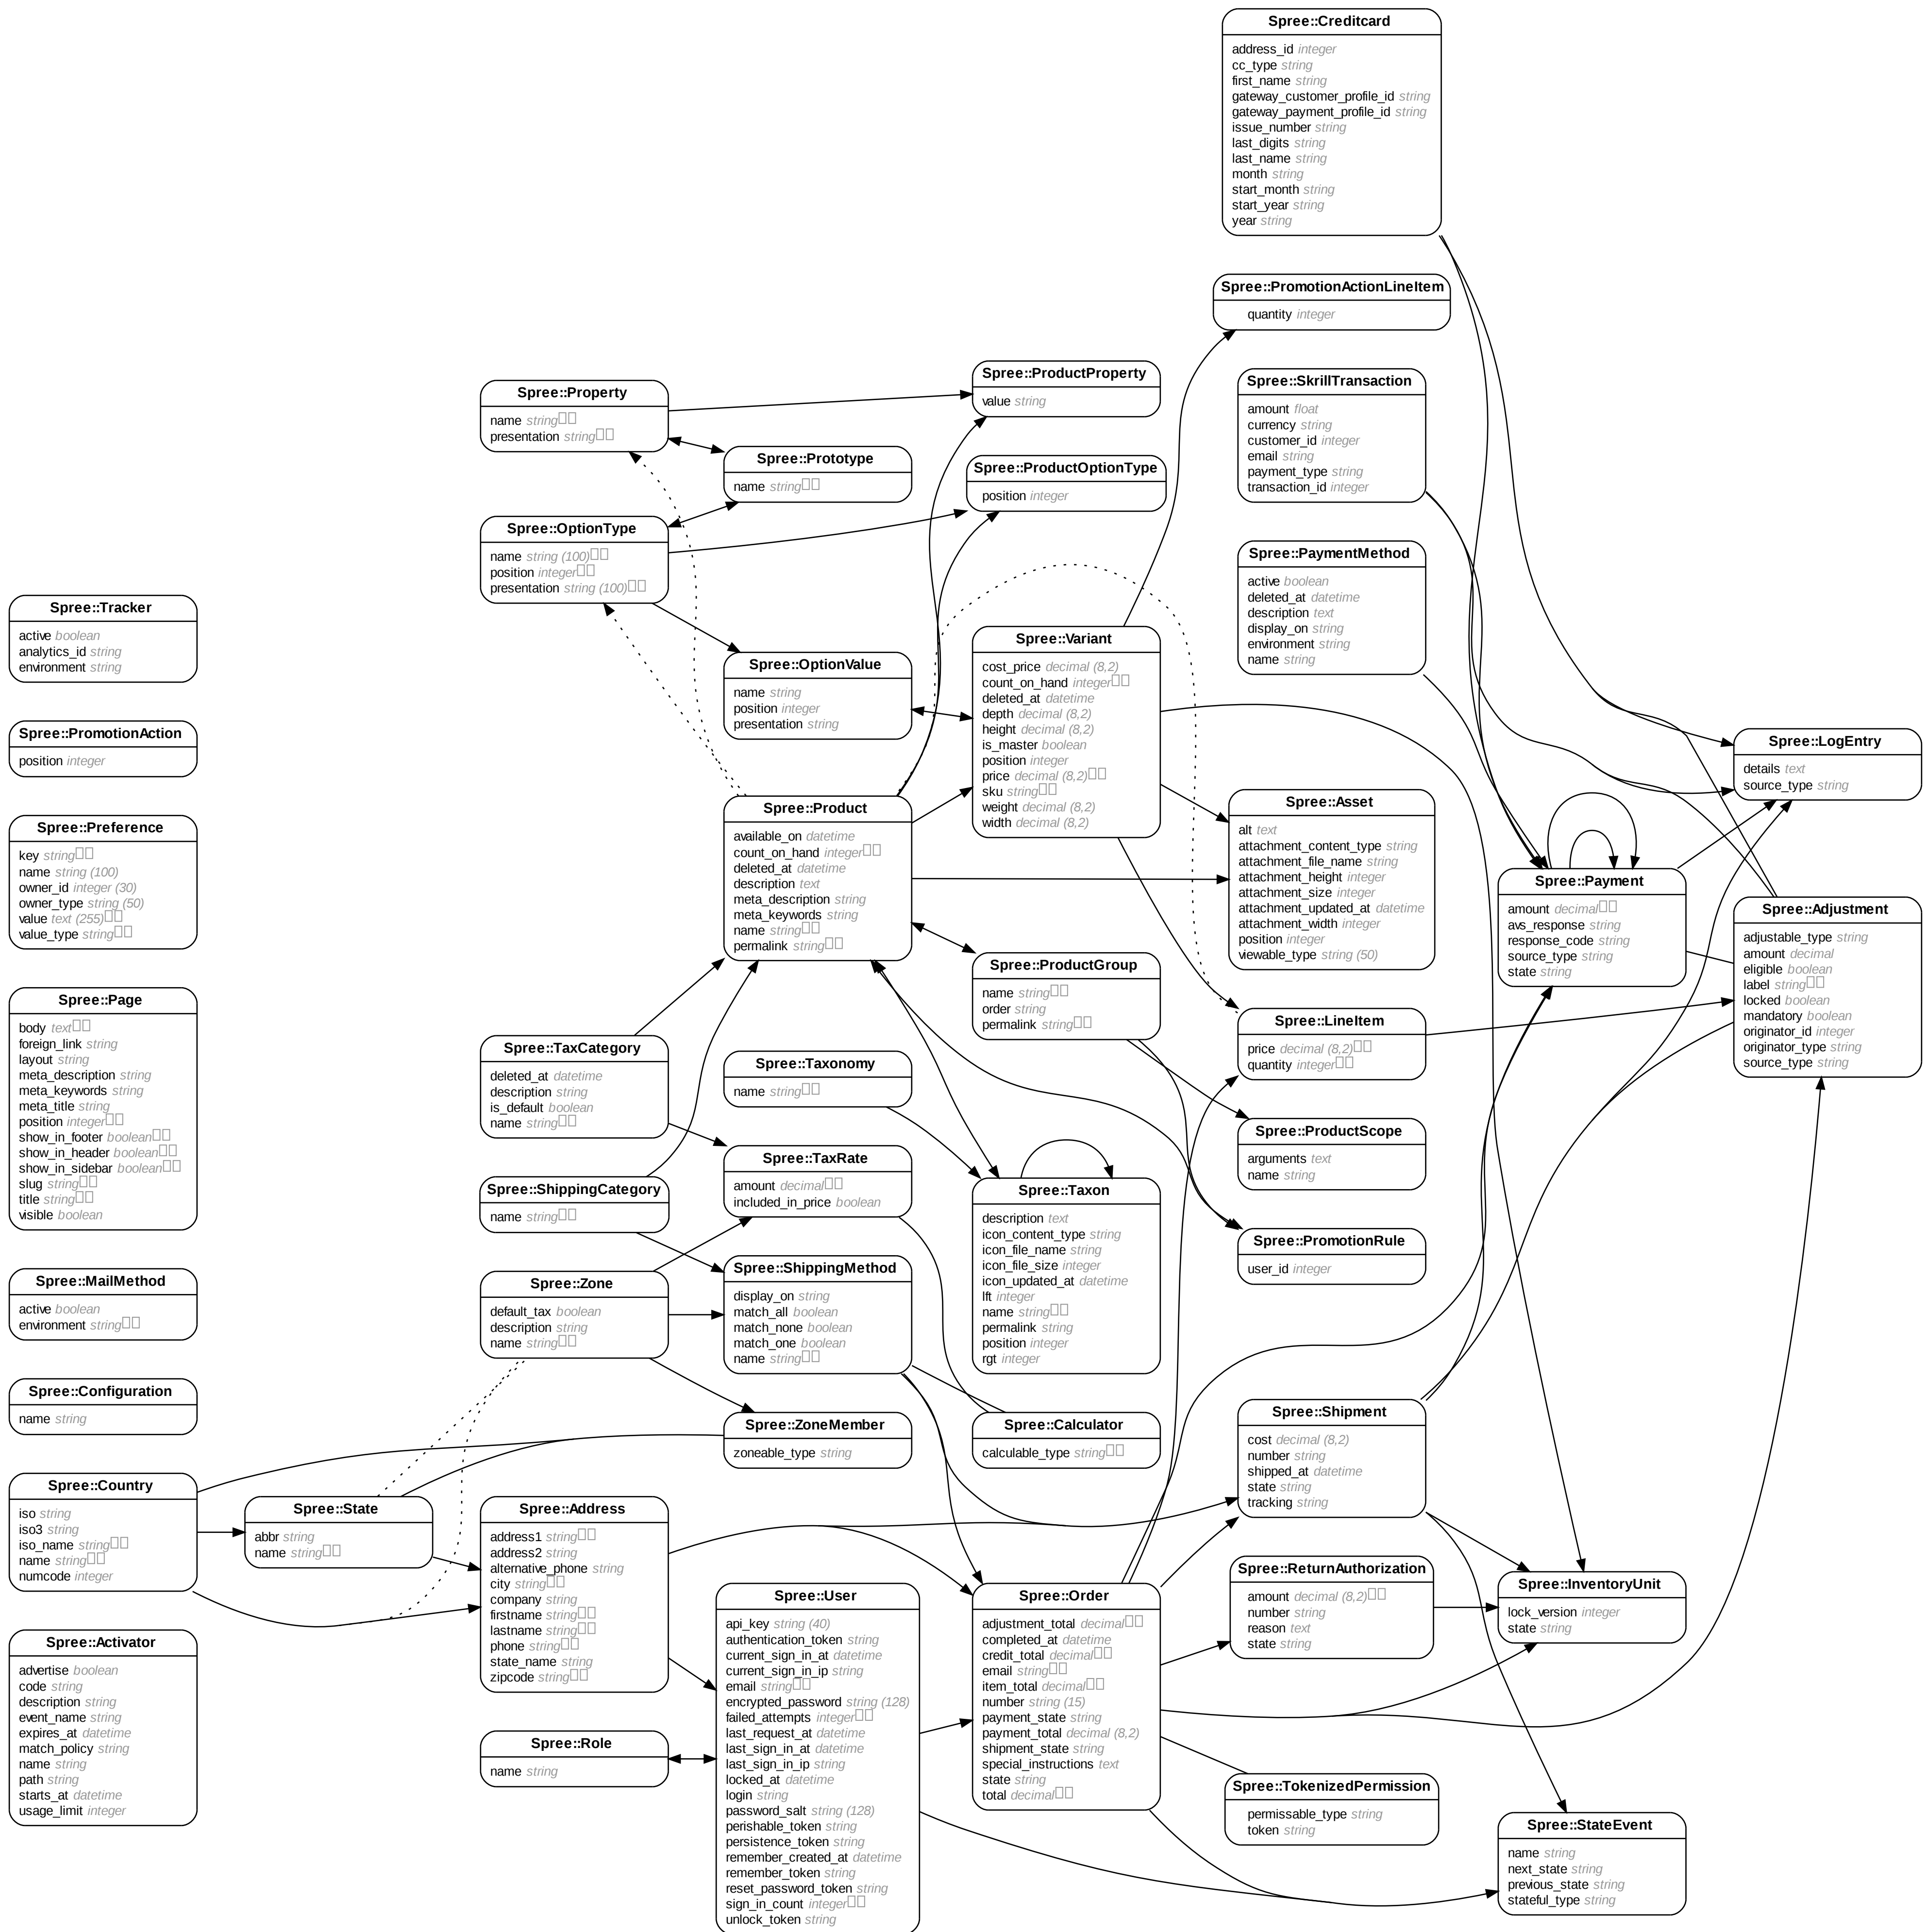 Spree::Creditcard
address_id integer
cc_type string
first_name string
gateway_customer_profile_id string
gateway_payment_profile_id string
issue_number string
last_digits string
last_name string
month string
start_month string
start_year string
year string
Spree::PromotionActionLineItem
quantity integer
Spree::SkrillTransaction
amount float
currency string
customer_id integer
email string
payment_type string
transaction_id integer
Spree::PaymentMethod
active boolean
deleted_at datetime
description text
display_on string
environment string
name string
Spree::Property
name string
presentation string
Spree::Prototype
name string
Spree::ProductProperty
value string
Spree::ProductOptionType
position integer
Spree::OptionType
name string (100)
position integer
presentation string (100)
Spree::OptionValue
name string
position integer
presentation string
Spree::Variant
cost_price decimal (8,2)
count_on_hand integer
deleted_at datetime
depth decimal (8,2)
height decimal (8,2)
is_master boolean
position integer
price decimal (8,2)
sku string
weight decimal (8,2)
width decimal (8,2)
Spree::Tracker
active boolean
analytics_id string
environment string
Spree::PromotionAction
position integer
Spree::Preference
key string
name string (100)
owner_id integer (30)
owner_type string (50)
value text (255)
value_type string
Spree::Page
body text
foreign_link string
layout string
meta_description string
meta_keywords string
meta_title string
position integer
show_in_footer boolean
show_in_header boolean
show_in_sidebar boolean
slug string
title string
visible boolean
Spree::MailMethod
active boolean
environment string
Spree::Configuration
name string
Spree::Country
iso string
iso3 string
iso_name string
name string
numcode integer
Spree::Activator
advertise boolean
code string
description string
event_name string
expires_at datetime
match_policy string
name string
path string
starts_at datetime
usage_limit integer
Spree::State
abbr string
name string
Spree::Product
available_on datetime
count_on_hand integer
deleted_at datetime
description text
meta_description string
meta_keywords string
name string
permalink string
Spree::Asset
alt text
attachment_content_type string
attachment_file_name string
attachment_height integer
attachment_size integer
attachment_updated_at datetime
attachment_width integer
position integer
viewable_type string (50)
Spree::LogEntry
details text
source_type string
Spree::Payment
amount decimal
avs_response string
response_code string
source_type string
state string
Spree::Adjustment
adjustable_type string
amount decimal
eligible boolean
label string
locked boolean
mandatory boolean
originator_id integer
originator_type string
source_type string
Spree::ProductGroup
name string
order string
permalink string
Spree::LineItem
price decimal (8,2)
quantity integer
Spree::TaxCategory
deleted_at datetime
description string
is_default boolean
name string
Spree::Taxonomy
name string
Spree::ProductScope
arguments text
name string
Spree::TaxRate
amount decimal
included_in_price boolean
Spree::ShippingCategory
name string
Spree::Taxon
description text
icon_content_type string
icon_file_name string
icon_file_size integer
icon_updated_at datetime
lft integer
name string
permalink string
position integer
rgt integer
Spree::PromotionRule
user_id integer
Spree::Zone
default_tax boolean
description string
name string
Spree::ShippingMethod
display_on string
match_all boolean
match_none boolean
match_one boolean
name string
Spree::ZoneMember
zoneable_type string
Spree::Calculator
calculable_type string
Spree::Shipment
cost decimal (8,2)
number string
shipped_at datetime
state string
tracking string
Spree::Address
address1 string
address2 string
alternative_phone string
city string
company string
firstname string
lastname string
phone string
state_name string
zipcode string
Spree::Role
name string
Spree::User
api_key string (40)
authentication_token string
current_sign_in_at datetime
current_sign_in_ip string
email string
encrypted_password string (128)
failed_attempts integer
last_request_at datetime
last_sign_in_at datetime
last_sign_in_ip string
locked_at datetime
login string
password_salt string (128)
perishable_token string
persistence_token string
remember_created_at datetime
remember_token string
reset_password_token string
sign_in_count integer
unlock_token string
Spree::Order
adjustment_total decimal
completed_at datetime
credit_total decimal
email string
item_total decimal
number string (15)
payment_state string
payment_total decimal (8,2)
shipment_state string
special_instructions text
state string
total decimal
Spree::ReturnAuthorization
amount decimal (8,2)
number string
reason text
state string
Spree::InventoryUnit
lock_version integer
state string
Spree::TokenizedPermission
permissable_type string
token string
Spree::StateEvent
name string
next_state string
previous_state string
stateful_type string